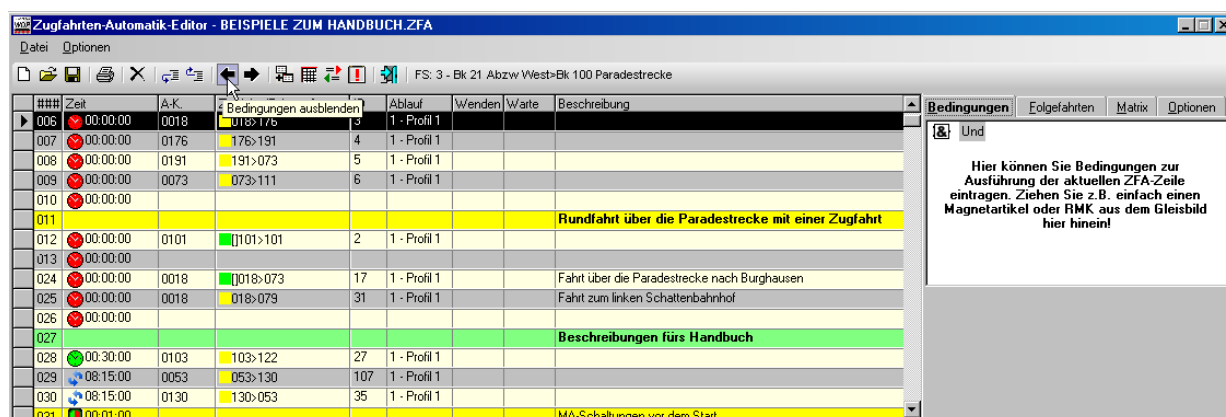 Zugfahrten-Automatik-Editor - BEISPIELE ZUM HANDBUCH.ZFA
Datei Optionen
FS: 3 - Bk 21 Abzw West>Bk 100 Paradestrecke
### Zeit A-K. Ablauf Wenden Warte Beschreibung
Bedingungen ausblenden
006 00:00:00 0018 018>176 3 1 - Profil 1
007 00:00:00 0176 176>191 4 1 - Profil 1
008 00:00:00 0191 191>073 5 1 - Profil 1
009 00:00:00 0073 073>111 6 1 - Profil 1
010 00:00:00
011 Rundfahrt über die Paradestrecke mit einer Zugfahrt
012 00:00:00 0101 []101>101 2 1 - Profil 1
013 00:00:00
024 00:00:00 0018 []018>073 17 1 - Profil 1 Fahrt über die Paradestrecke nach Burghausen
025 00:00:00 0018 018>079 31 1 - Profil 1 Fahrt zum linken Schattenbahnhof
026 00:00:00
027 Beschreibungen fürs Handbuch
028 00:30:00 0103 103>122 27 1 - Profil 1
029 08:15:00 0053 053>130 107 1 - Profil 1
030 08:15:00 0130 130>053 35 1 - Profil 1
031 00:01:00 MA-Schaltungen vor dem Start
Bedingungen Folgefahrten Matrix Optionen
& Und
Hier können Sie Bedingungen zur
Ausführung der aktuellen ZFA-Zeile
eintragen. Ziehen Sie z.B. einfach einen
Magnetartikel oder RMK aus dem Gleisbild
hier hinein!